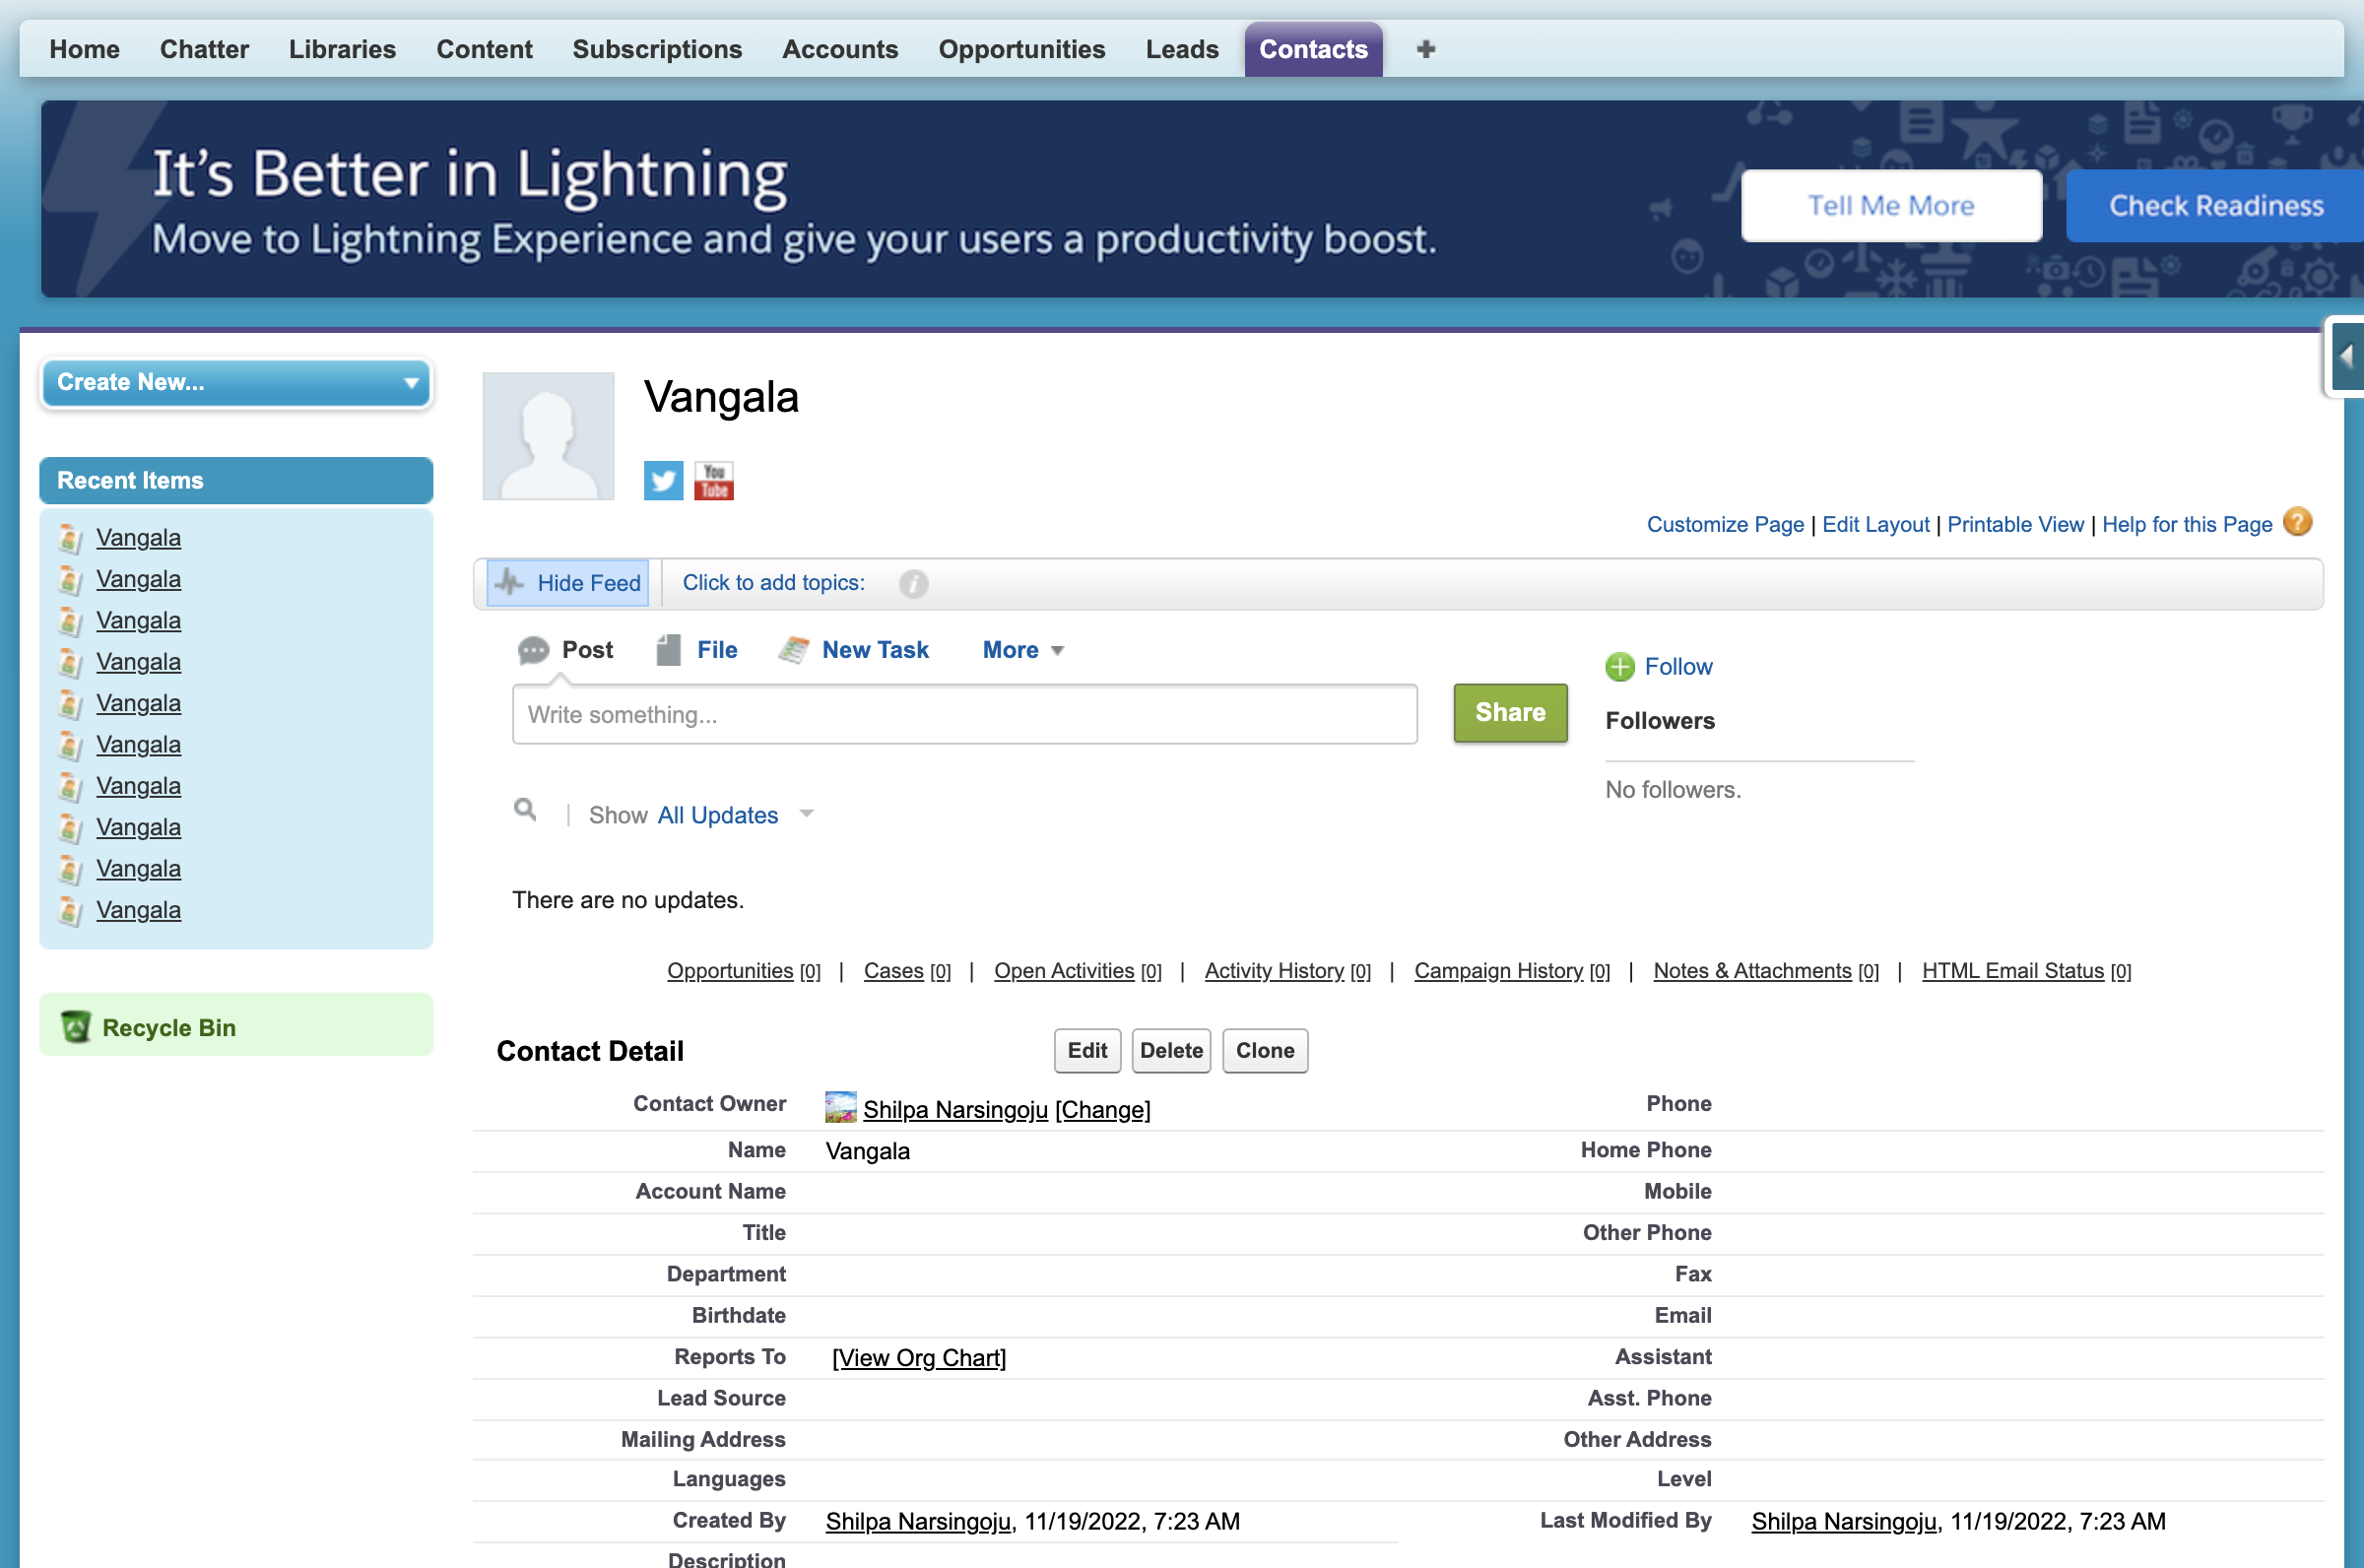 Home Chatter Libraries Content Subscriptions Accounts Opportunities Leads Contacts
It's Better in Lightning
Move to Lightning Experience and give your users a productivity boost.
Tell Me More
Check Readiness
Create New...
Recent Items
Vangala
Vangala
Vangala
Vangala
Vangala
Vangala
Vangala
Vangala
Vangala
Vangala
Recycle Bin
Vangala
You Tube
Customize Page | Edit Layout | Printable View | Help for this Page ?
Hide Feed Click to add topics: i
Post File New Task More
Write something...
Share
Follow
Followers
No followers.
| Show All Updates
There are no updates.
Opportunities [0] | Cases [0] | Open Activities [0] | Activity History [0] | Campaign History [0] | Notes & Attachments [0] | HTML Email Status [0]
Contact Detail Edit Delete Clone
Contact Owner Shilpa Narsingoju [Change] Phone
Name Vangala Home Phone
Account Name Mobile
Title Other Phone
Department Fax
Birthdate Email
Reports To [View Org Chart] Assistant
Lead Source Asst. Phone
Mailing Address Other Address
Languages Level
Created By Shilpa Narsingoju, 11/19/2022, 7:23 AM Last Modified By Shilpa Narsingoju, 11/19/2022, 7:23 AM
Description